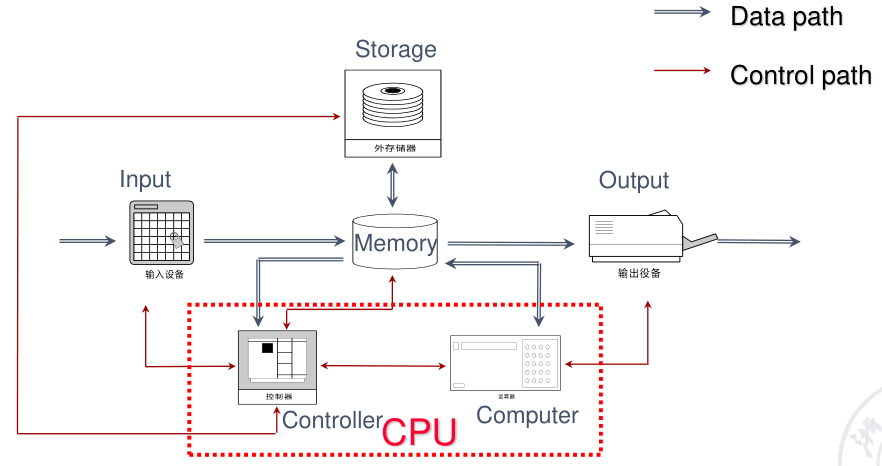 Data path
Storage
Control path
外存储器
Input
Output
Memory
输入设备
输出设备
控制器
运算器
Controller
Computer
CPU